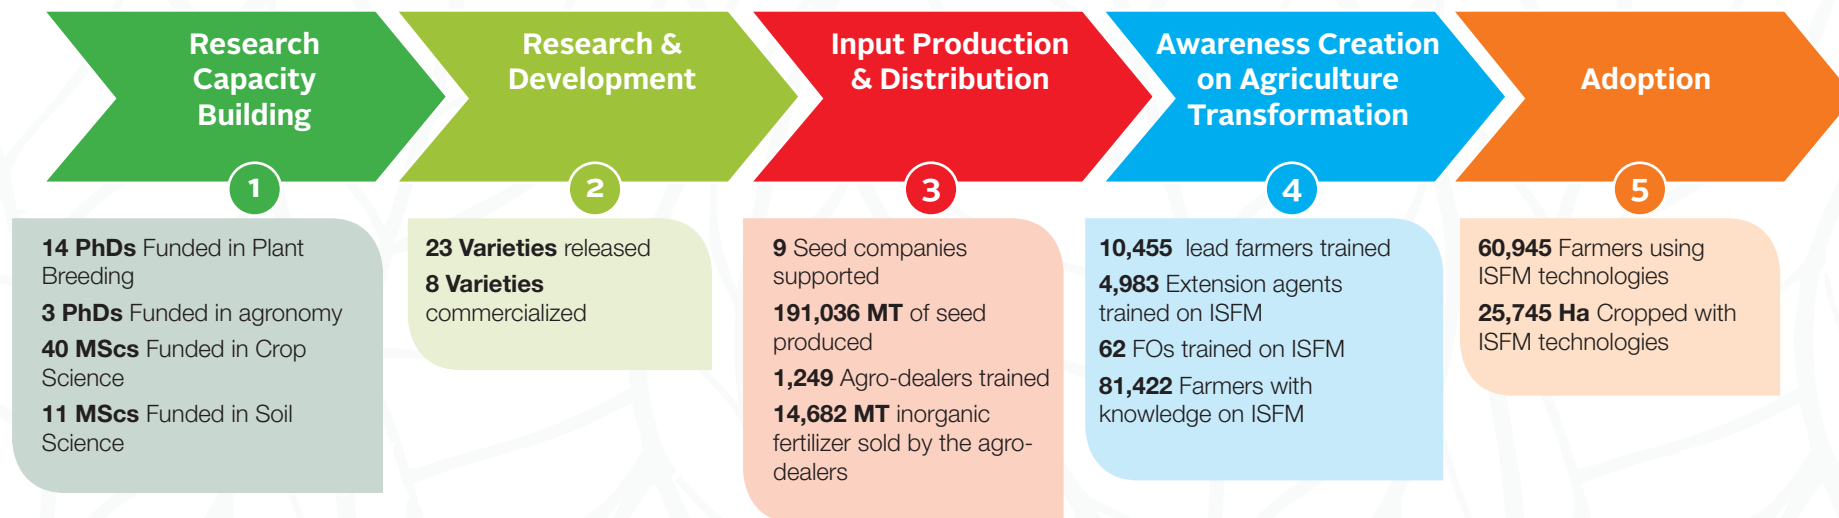 Research
Capacity
Building
1
14 PhDs Funded in Plant
Breeding
3 PhDs Funded in agronomy
40 MScs Funded in Crop
Science
11 MScs Funded in Soil
Science
Research &
Development
2
23 Varieties released
8 Varieties
commercialized
Input Production
& Distribution
3
9 Seed companies
supported
191,036 MT of seed
produced
1,249 Agro-dealers trained
14,682 MT inorganic
fertilizer sold by the agro-
dealers
Awareness Creation
on Agriculture
Transformation
4
10,455 lead farmers trained
4,983 Extension agents
trained on ISFM
62 FOs trained on ISFM
81,422 Farmers with
knowledge on ISFM
Adoption
5
60,945 Farmers using
ISFM technologies
25,745 Ha Cropped with
ISFM technologies